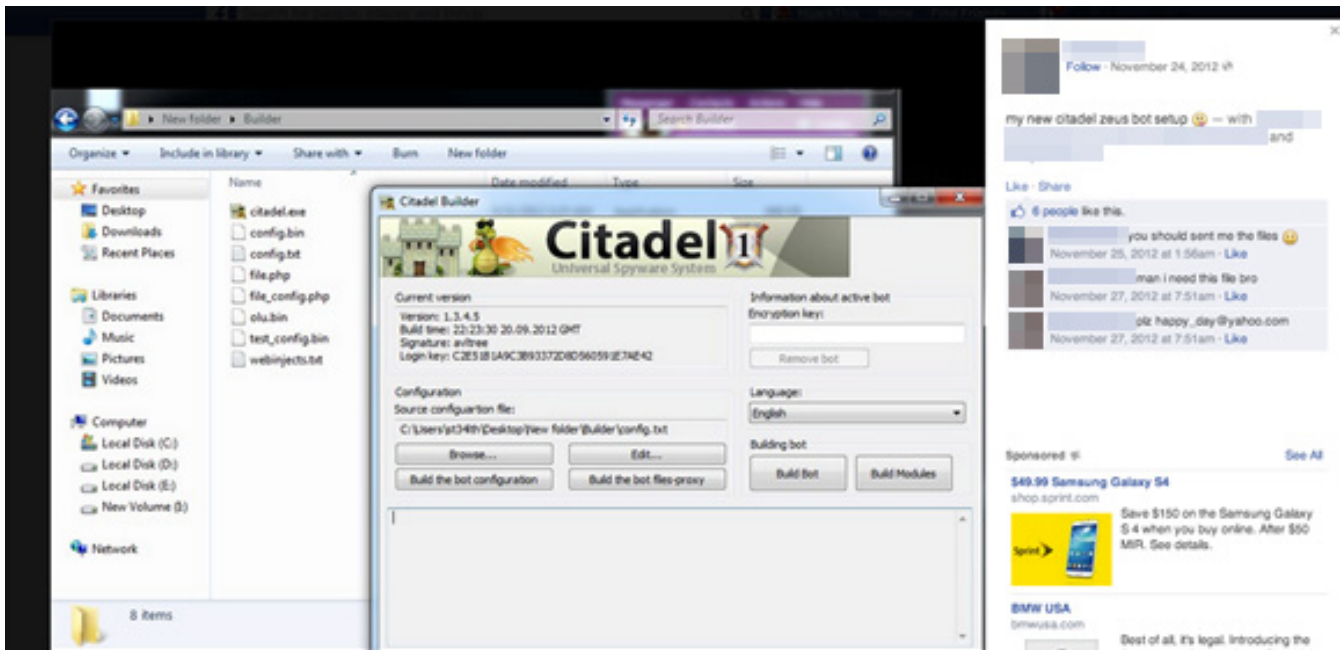 New folder
Builder
Search Builder
Organize
Include in library
Share with
Burn
New folder
Favorites
Desktop
Downloads
Recent Places
Libraries
Documents
Music
Pictures
Videos
Computer
Local Disk (C:)
Local Disk (D:)
Local Disk (E:)
New Volume (I:)
Network
8 items
Name
Date modified
Type
Size
citadel.exe
config.bin
config.txt
file.php
file_config.php
olu.bin
test_config.bin
webinjects.txt
Citadel Builder
Citadel
Universal Spyware System
Current version
Version: 1.3.4.5
Build time: 22:23:30 20.09.2012 GMT
Signature: avitree
Login key: C2E51B1A9C3B93372D8D560591E7AE42
Information about active bot
Encryption key:
Remove bot
Configuration
Source configuartion file:
C:\Users\st34lth\Desktop\New folder\Builder\config.txt
Browse...
Edit...
Build the bot configuration
Build the bot files-proxy
Language:
English
Building bot
Build Bot
Build Modules
Follow · November 24, 2012
my new citadel zeus bot setup — with
and
Like · Share
6 people like this.
you should sent me the files
November 25, 2012 at 1:56am · Like
man i need this file bro
November 27, 2012 at 7:51am · Like
plz happy_day@yahoo.com
November 27, 2012 at 7:51am · Like
Sponsored
See All
$49.99 Samsung Galaxy S4
shop.sprint.com
Sprint
Save $150 on the Samsung Galaxy
S 4 when you buy online. After $50
MIR. See details.
BMW USA
bmwusa.com
Best of all, it's legal. Introducing the